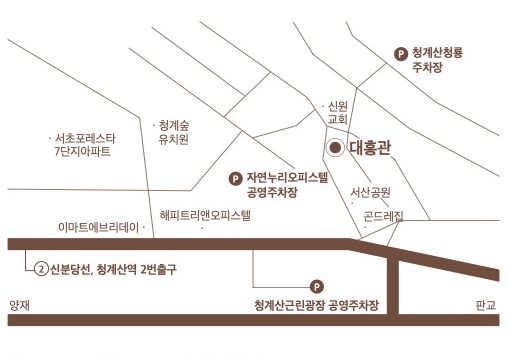 P 청계산청룡
주차장
· 신원
교회
· 청계숲
유치원
· 서초포레스타
7단지아파트
대흥관
P 자연누리오피스텔
공영주차장
서산공원
곤드레집
해피트리앤오피스텔
이마트에브리데이 ·
2 신분당선, 청계산역 2번출구
P
청계산근린광장 공영주차장
양재
판교